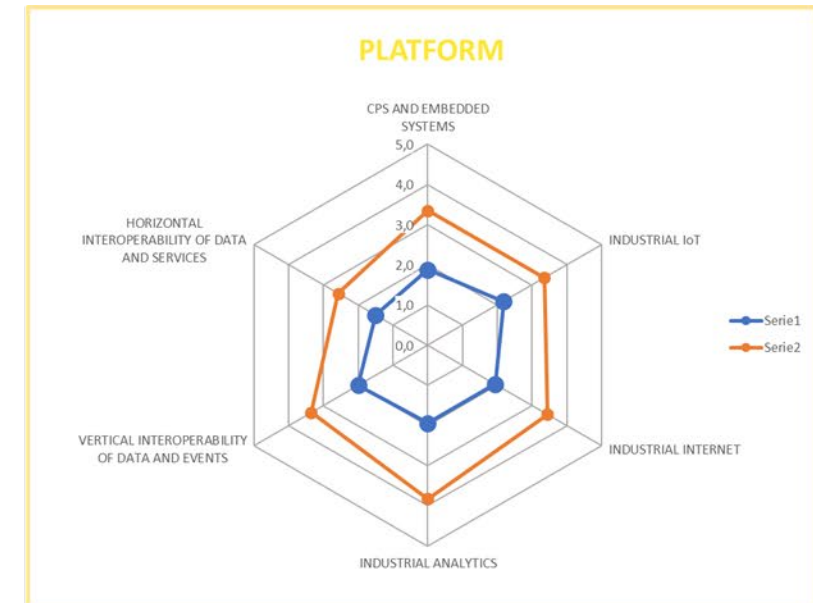 PLATFORM
CPS AND EMBEDDED
SYSTEMS
5,0
4,0
3,0
2,0
1,0
0,0
HORIZONTAL
INTEROPERABILITY OF DATA
AND SERVICES
INDUSTRIAL IoT
Serie1
Serie2
VERTICAL INTEROPERABILITY
OF DATA AND EVENTS
INDUSTRIAL INTERNET
INDUSTRIAL ANALYTICS